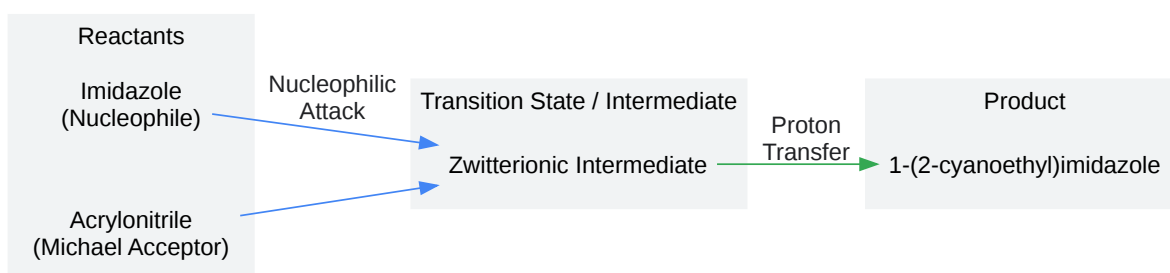 Reactants
Imidazole
(Nucleophile)
Acrylonitrile
(Michael Acceptor)
Nucleophilic
Attack
Transition State / Intermediate
Zwitterionic Intermediate
Proton
Transfer
Product
1-(2-cyanoethyl)imidazole